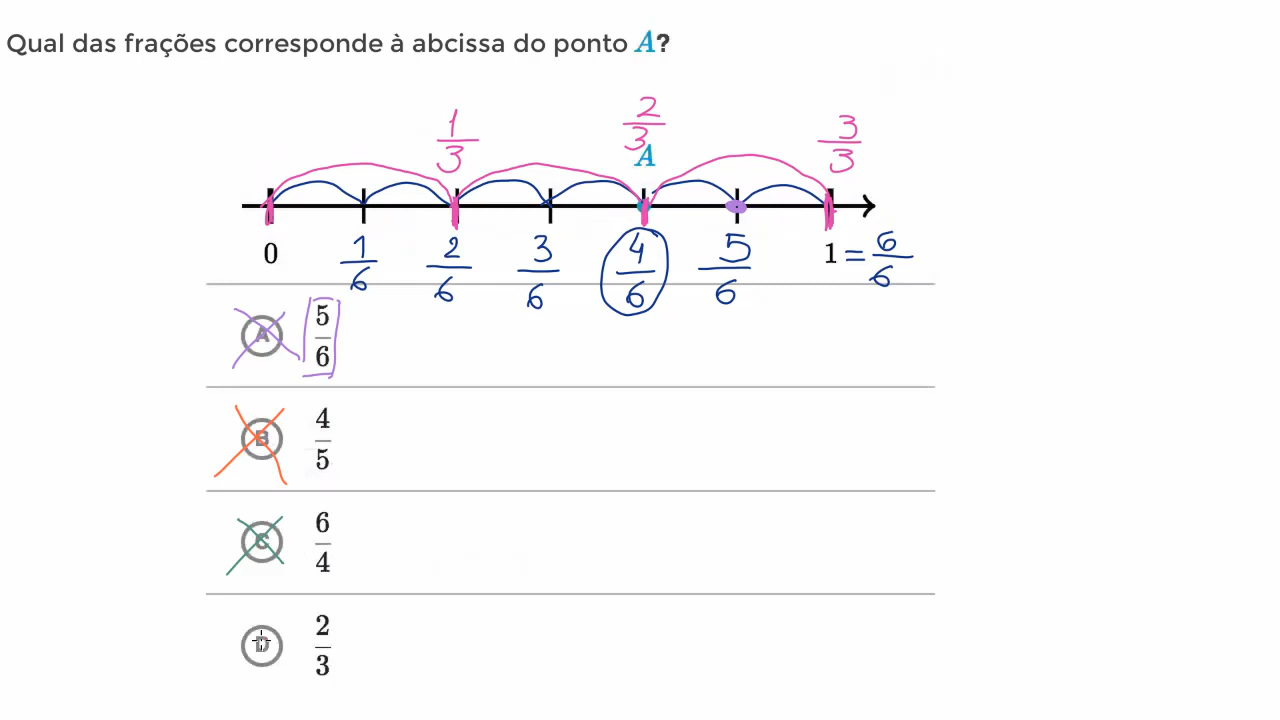 Qual das frações corresponde à abcissa do ponto A?
1/3 2/3 3/3
A
0 1/6 2/6 3/6 4/6 5/6 1 = 6/6
A 5/6
B 4/5
C 6/4
D 2/3